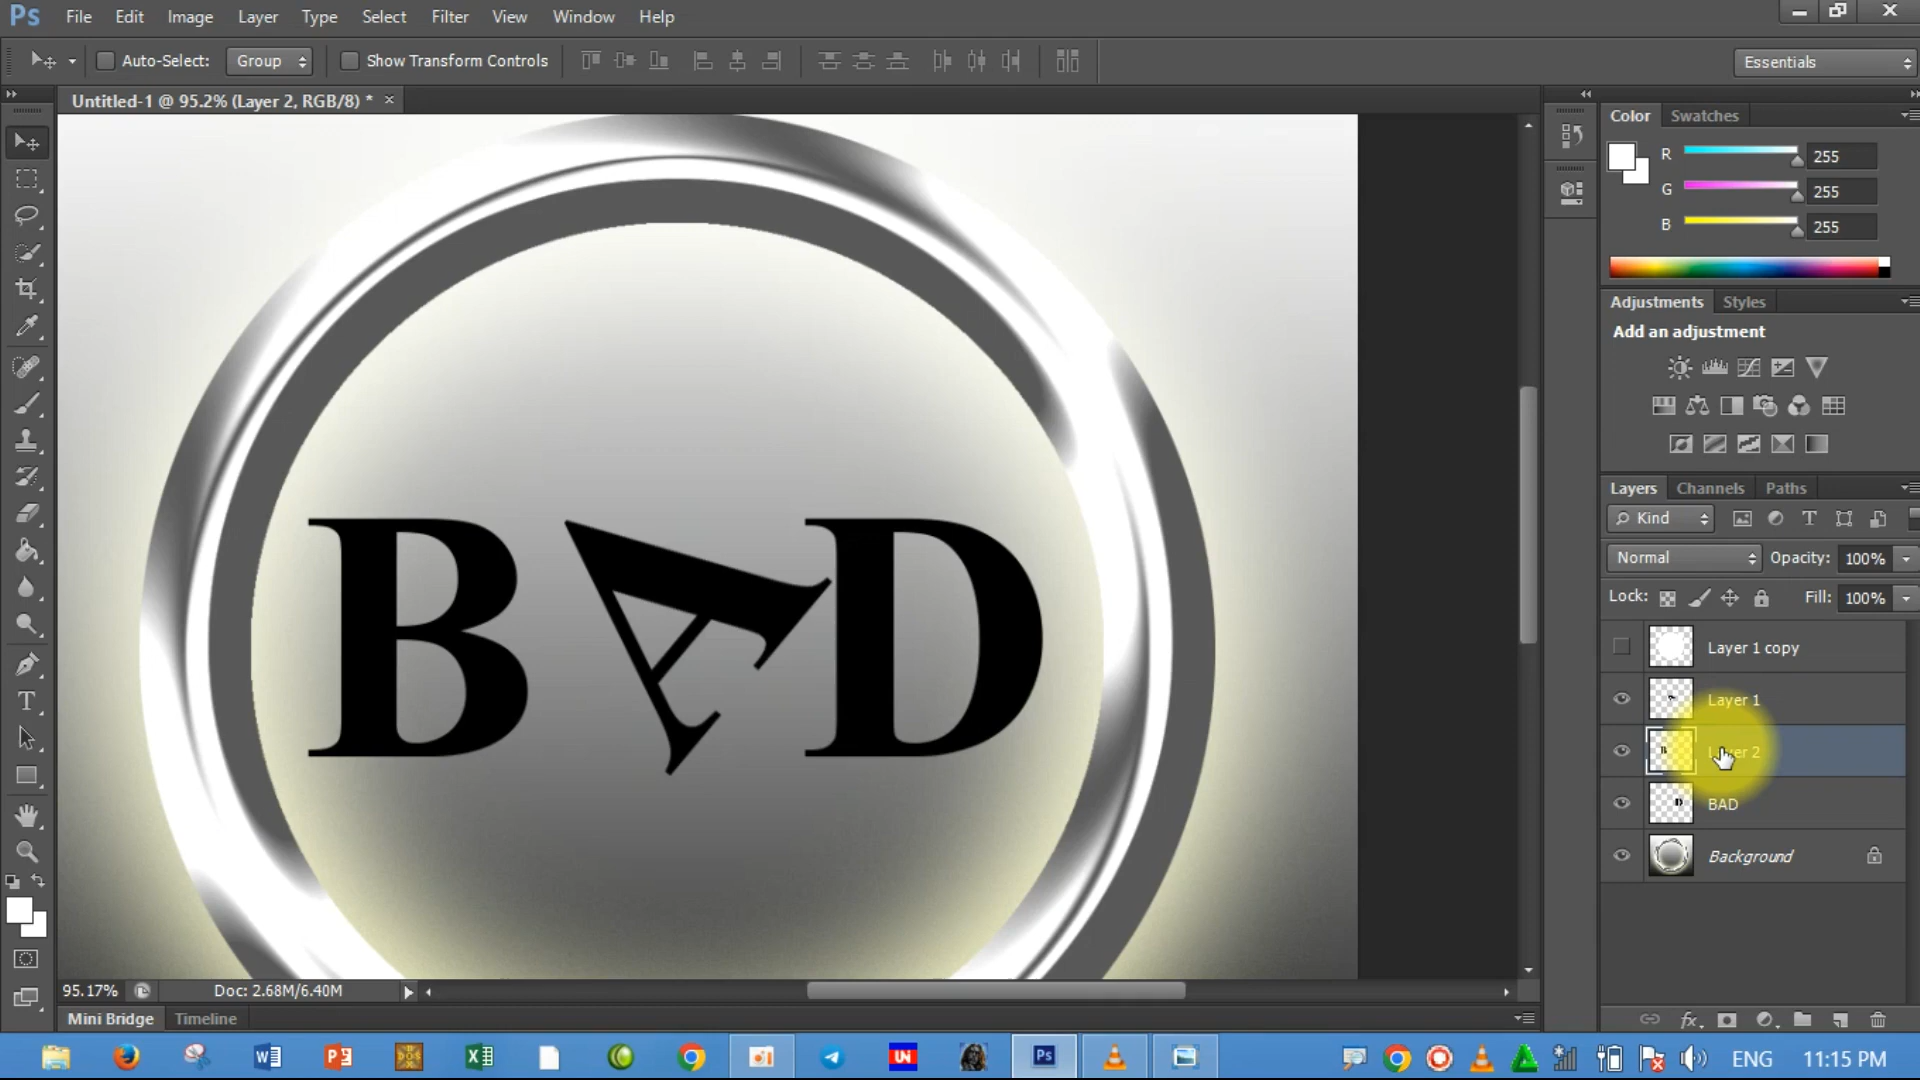 Ps File Edit Image Layer Type Select Filter View Window Help
Auto-Select: Group Show Transform Controls Essentials
Untitled-1 @ 95.2% (Layer 2, RGB/8) * ×
Color Swatches
R 255
G 255
B 255
Adjustments Styles
Add an adjustment
BAD
Layers Channels Paths
Kind
Normal Opacity: 100%
Lock: Fill: 100%
Layer 1 copy
Layer 1
Layer 2
BAD
Background
95.17% Doc: 2.68M/6.40M
Mini Bridge Timeline
ENG 11:15 PM